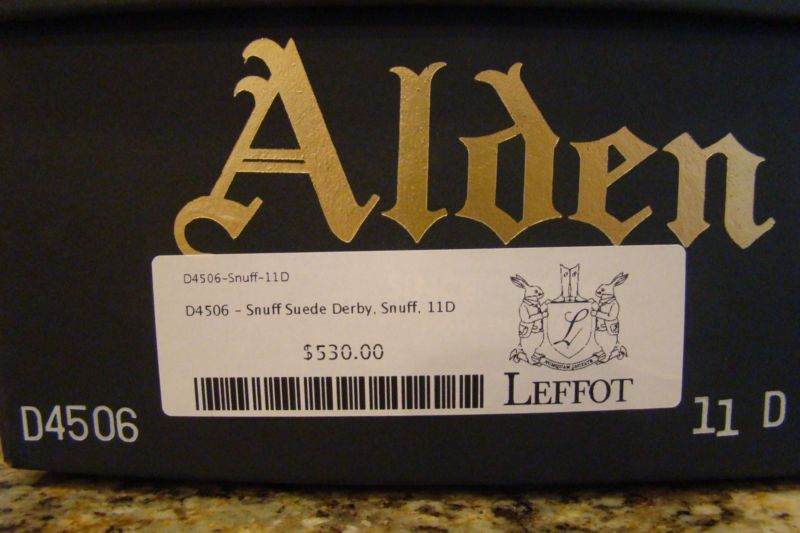 Alden
D4506-Snuff-11D
D4506 - Snuff Suede Derby, Snuff, 11D
$530.00
L
LEFFOT
D4506
11 D